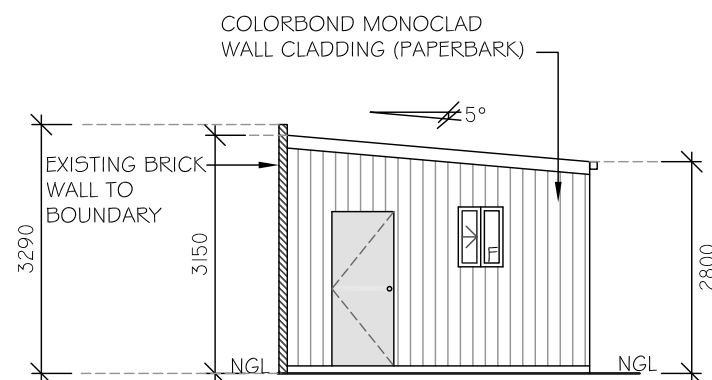 COLORBOND MONOCLAD
WALL CLADDING (PAPERBARK)
5°
EXISTING BRICK
WALL TO
BOUNDARY
3290
3150
2800
F
NGL
NGL